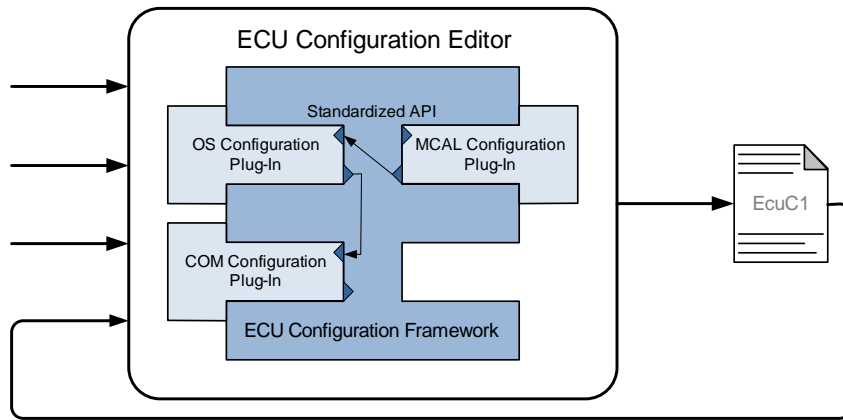 ECU Configuration Editor
Standardized API
OS Configuration
Plug-In
MCAL Configuration
Plug-In
EcuC1
COM Configuration
Plug-In
ECU Configuration Framework